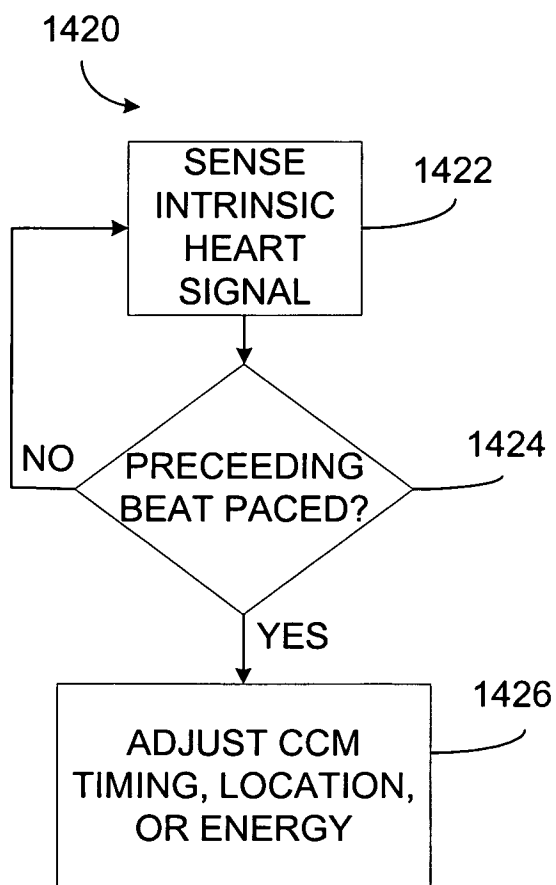 1420
SENSE
INTRINSIC
HEART
SIGNAL
1422
NO
PRECEEDING
BEAT PACED?
1424
YES
ADJUST CCM
TIMING, LOCATION,
OR ENERGY
1426